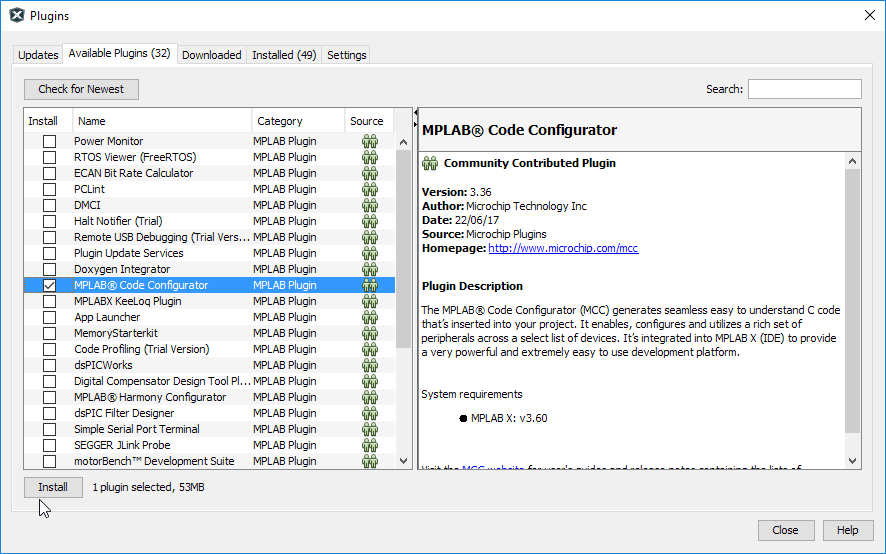 Plugins
Updates Available Plugins (32) Downloaded Installed (49) Settings
Check for Newest Search:
Install Name Category Source
Power Monitor MPLAB Plugin
RTOS Viewer (FreeRTOS) MPLAB Plugin
ECAN Bit Rate Calculator MPLAB Plugin
PCLint MPLAB Plugin
DMCI MPLAB Plugin
Halt Notifier (Trial) MPLAB Plugin
Remote USB Debugging (Trial Vers... MPLAB Plugin
Plugin Update Services MPLAB Plugin
Doxygen Integrator MPLAB Plugin
MPLAB® Code Configurator MPLAB Plugin
MPLABX KeeLoq Plugin MPLAB Plugin
App Launcher MPLAB Plugin
MemoryStarterkit MPLAB Plugin
Code Profiling (Trial Version) MPLAB Plugin
dsPICWorks MPLAB Plugin
Digital Compensator Design Tool Pl... MPLAB Plugin
MPLAB® Harmony Configurator MPLAB Plugin
dsPIC Filter Designer MPLAB Plugin
Simple Serial Port Terminal MPLAB Plugin
SEGGER JLink Probe MPLAB Plugin
motorBench™ Development Suite MPLAB Plugin
MPLAB® Code Configurator
Community Contributed Plugin
Version: 3.36
Author: Microchip Technology Inc
Date: 22/06/17
Source: Microchip Plugins
Homepage: http://www.microchip.com/mcc
Plugin Description
The MPLAB® Code Configurator (MCC) generates seamless easy to understand C code
that's inserted into your project. It enables, configures and utilizes a rich set of
peripherals across a select list of devices. It's integrated into MPLAB X (IDE) to provide
a very powerful and extremely easy to use development platform.
System requirements
MPLAB X: v3.60
Visit the MCC website for user's guides and release notes containing the lists of
Install 1 plugin selected, 53MB
Close Help